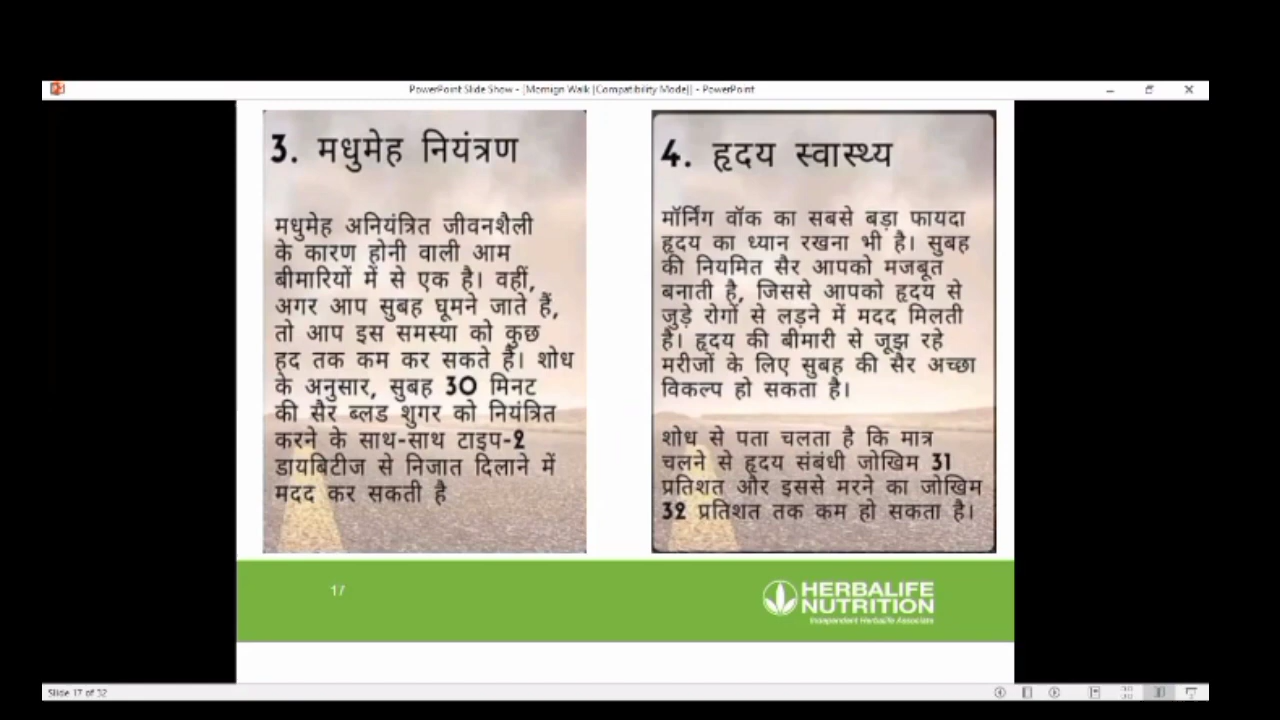 PowerPoint Slide Show - [Mornign Walk [Compatibility Mode]] - PowerPoint
3. मधुमेह नियंत्रण
मधुमेह अनियंत्रित जीवनशैली
के कारण होनी वाली आम
बीमारियों में से एक है। वहीं,
अगर आप सुबह घूमने जाते हैं,
तो आप इस समस्या को कुछ
हद तक कम कर सकते हैं। शोध
के अनुसार, सुबह 30 मिनट
की सैर ब्लड शुगर को नियंत्रित
करने के साथ-साथ टाइप-2
डायबिटीज से निजात दिलाने में
मदद कर सकती है
4. हृदय स्वास्थ्य
मॉर्निंग वॉक का सबसे बड़ा फायदा
हृदय का ध्यान रखना भी है। सुबह
की नियमित सैर आपको मजबूत
बनाती है, जिससे आपको हृदय से
जुड़े रोगों से लड़ने में मदद मिलती
है। हृदय की बीमारी से जूझ रहे
मरीजों के लिए सुबह की सैर अच्छा
विकल्प हो सकता है।
शोध से पता चलता है कि मात्र
चलने से हृदय संबंधी जोखिम 31
प्रतिशत और इससे मरने का जोखिम
32 प्रतिशत तक कम हो सकता है।
17
HERBALIFE
NUTRITION
Independent Herbalife Associate
Slide 17 of 32